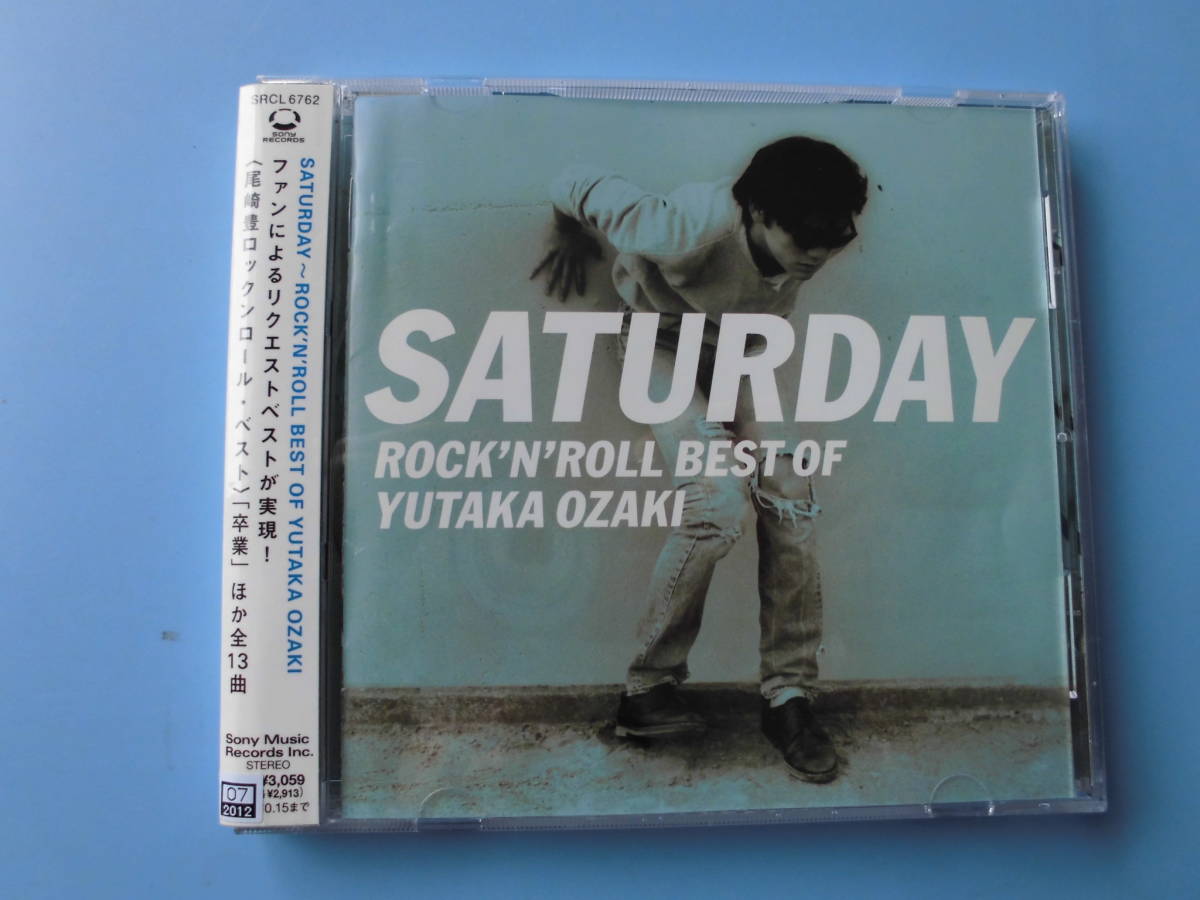 SRCL 6762
SONY
RECORDS
SATURDAY~ROCK'N'ROLL BEST OF YUTAKA OZAKI
ファンによるリクエストベストが実現!
〈尾崎豊ロックンロール・ベスト〉「卒業」ほか全13曲
Sony Music
Records Inc.
STEREO
¥3,059
¥2,913)
0.15まで
07
2012
SATURDAY
ROCK'N'ROLL BEST OF
YUTAKA OZAKI